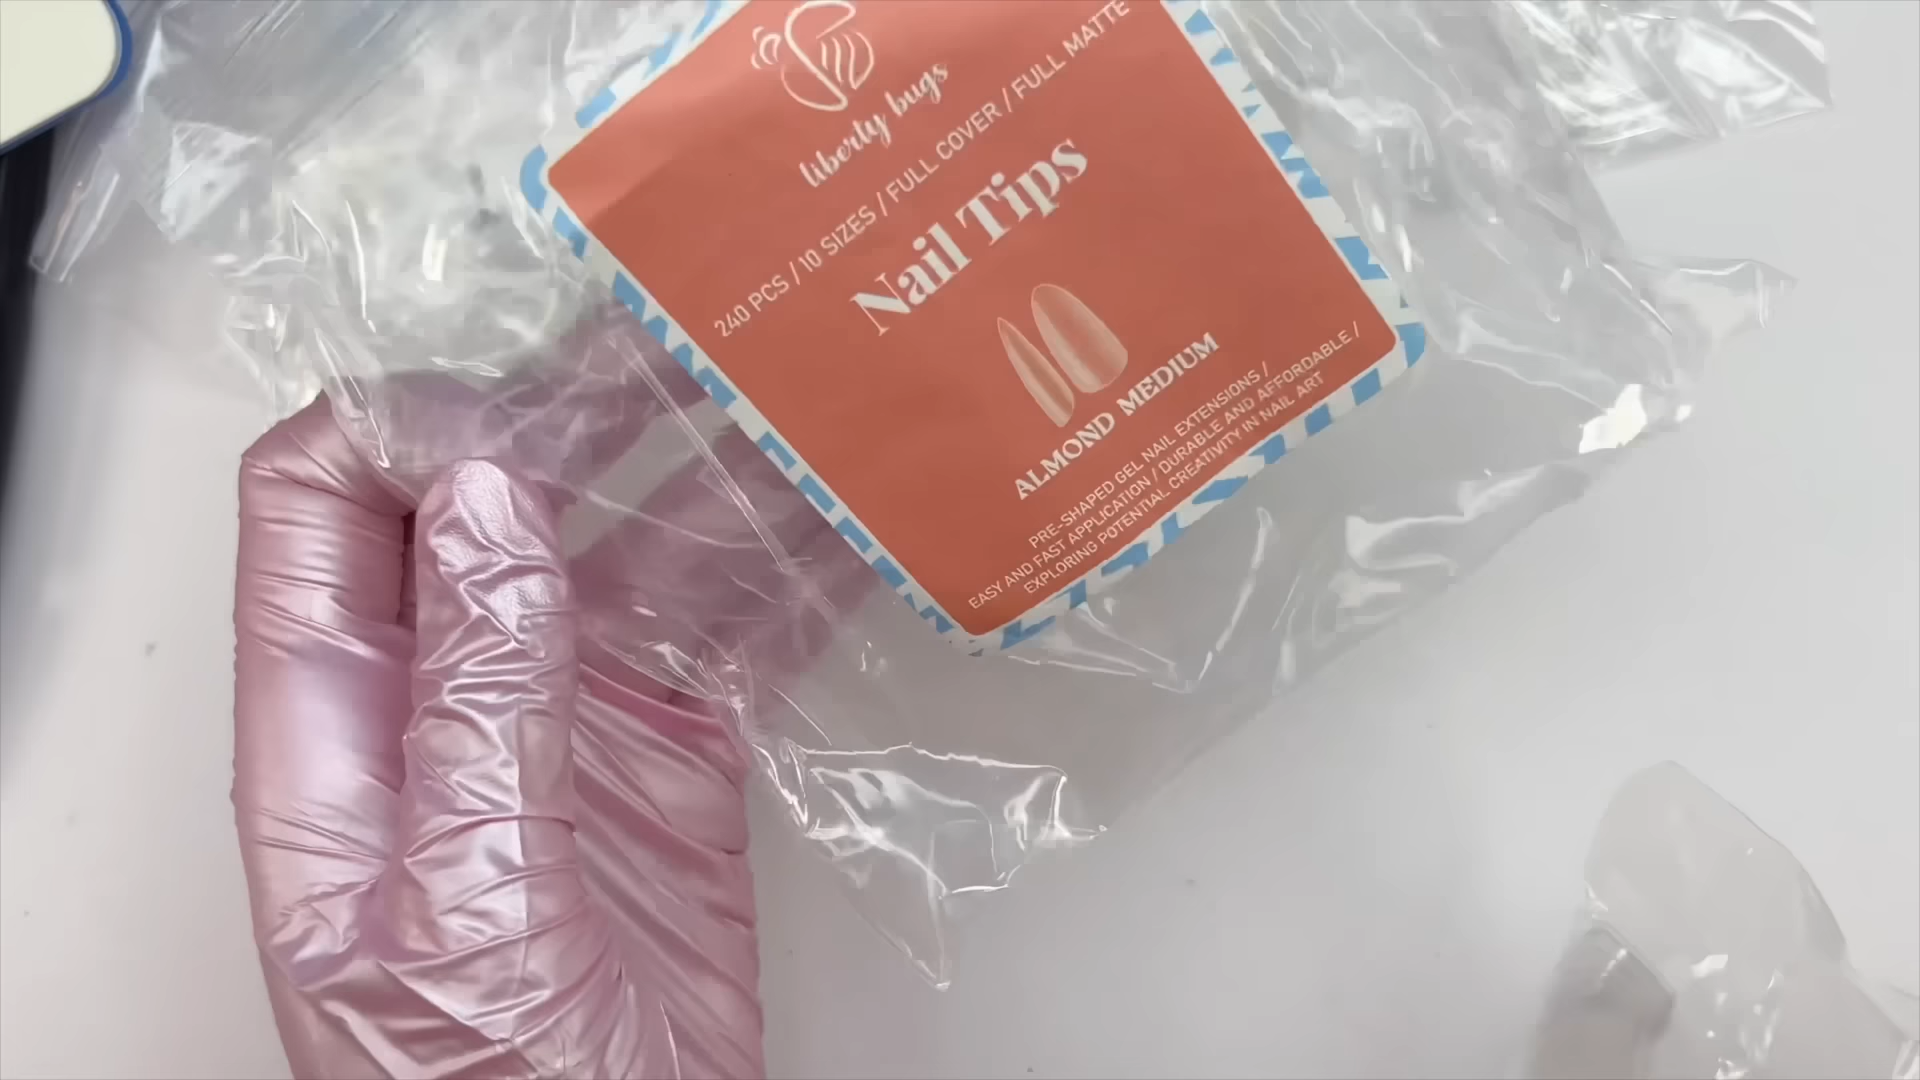 liberty bugs
240 PCS / 10 SIZES / FULL COVER / FULL MATTE
Nail Tips
ALMOND MEDIUM
PRE-SHAPED GEL NAIL EXTENSIONS /
EASY AND FAST APPLICATION / DURABLE AND AFFORDABLE /
EXPLORING POTENTIAL CREATIVITY IN NAIL ART